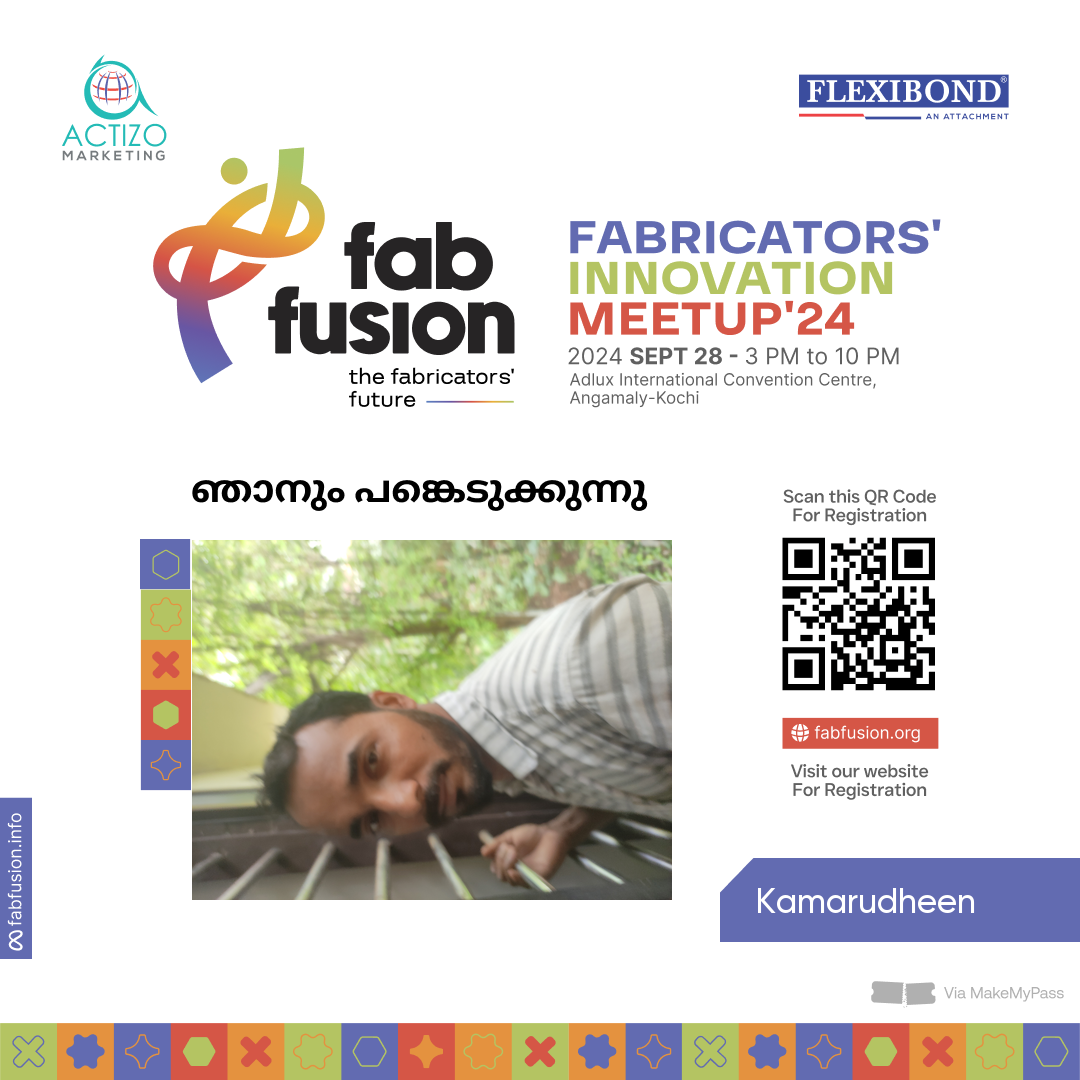 ACTIZO
MARKETING
FLEXIBOND®
AN ATTACHMENT
fab
fusion
the fabricators'
future
FABRICATORS'
INNOVATION
MEETUP'24
2024 SEPT 28 - 3 PM to 10 PM
Adlux International Convention Centre,
Angamaly-Kochi
ഞാനും പങ്കെടുക്കുന്നു
Scan this QR Code
For Registration
fabfusion.org
Visit our website
For Registration
fabfusion.info
Kamarudheen
Via MakeMyPass